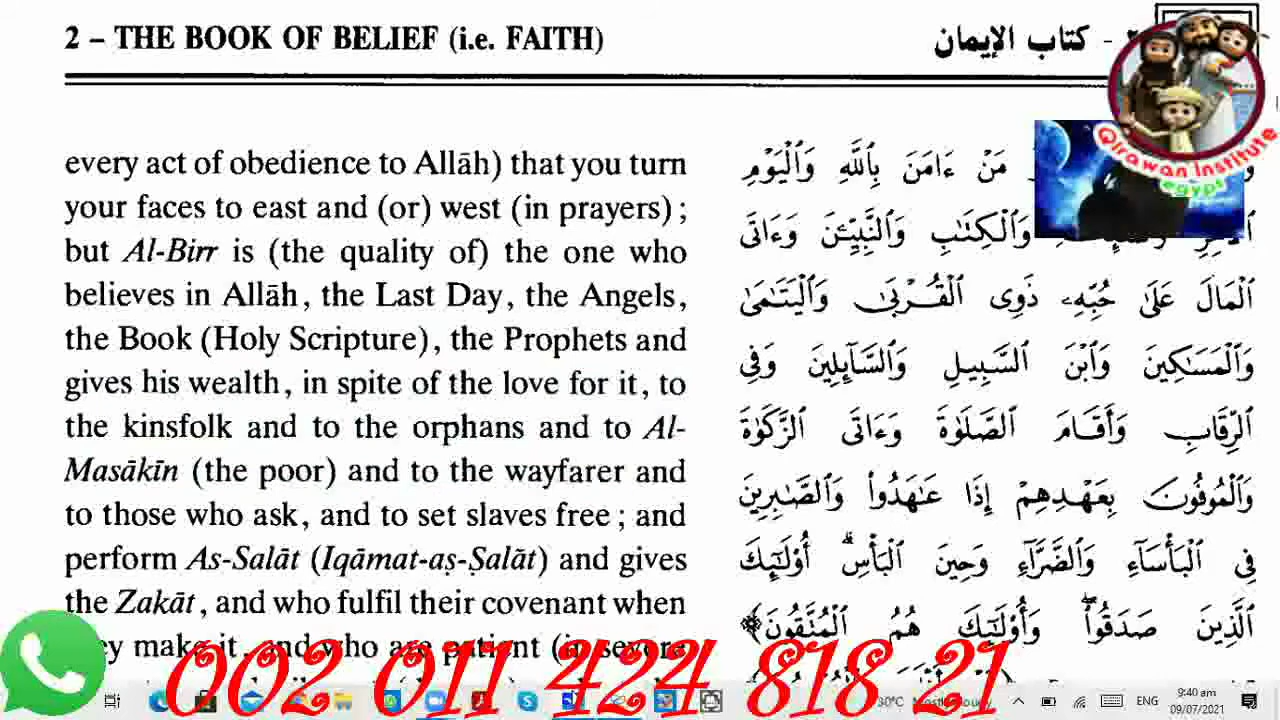 2 – THE BOOK OF BELIEF (i.e. FAITH)
كتاب الإيمان -
Qirawan Institute
egypt
every act of obedience to Allāh) that you turn
your faces to east and (or) west (in prayers) ;
but Al-Birr is (the quality of) the one who
believes in Allāh, the Last Day, the Angels,
the Book (Holy Scripture), the Prophets and
gives his wealth, in spite of the love for it, to
the kinsfolk and to the orphans and to Al-
Masākīn (the poor) and to the wayfarer and
to those who ask, and to set slaves free ; and
perform As-Salāt (Iqāmat-aṣ-Ṣalāt) and gives
the Zakāt, and who fulfil their covenant when
make it, and who are patient (in severe
مَنْ ءَامَنَ بِٱللَّهِ وَٱلْيَوْمِ
وَٱلْكِتَٰبِ وَٱلنَّبِيِّـۧنَ وَءَاتَى
ٱلْمَالَ عَلَىٰ حُبِّهِۦ ذَوِى ٱلْقُرْبَىٰ وَٱلْيَتَٰمَىٰ
وَٱلْمَسَٰكِينَ وَٱبْنَ ٱلسَّبِيلِ وَٱلسَّآئِلِينَ وَفِى
ٱلرِّقَابِ وَأَقَامَ ٱلصَّلَوٰةَ وَءَاتَى ٱلزَّكَوٰةَ
وَٱلْمُوفُونَ بِعَهْدِهِمْ إِذَا عَٰهَدُوا۟ وَٱلصَّٰبِرِينَ
فِى ٱلْبَأْسَآءِ وَٱلضَّرَّآءِ وَحِينَ ٱلْبَأْسِ ۗ أُو۟لَٰٓئِكَ
ٱلَّذِينَ صَدَقُوا۟ ۖ وَأُو۟لَٰٓئِكَ هُمُ ٱلْمُتَّقُونَ﴾
002 011 424 818 21
30°C
ENG
9:40 am
09/07/2021